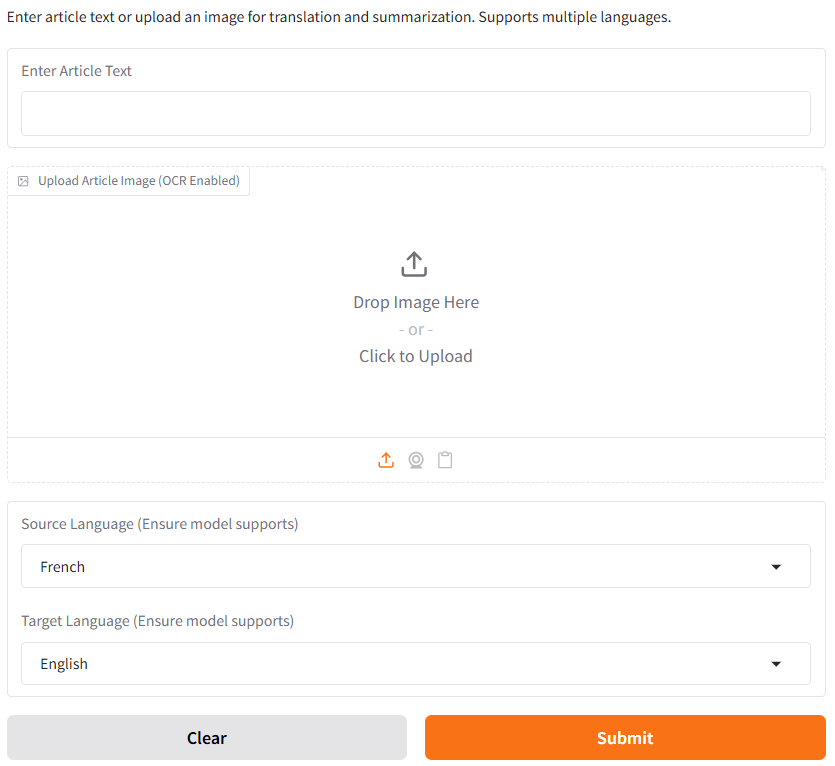 Enter article text or upload an image for translation and summarization. Supports multiple languages.
Enter Article Text
Upload Article Image (OCR Enabled)
Drop Image Here
- or -
Click to Upload
Source Language (Ensure model supports)
French
Target Language (Ensure model supports)
English
Clear
Submit